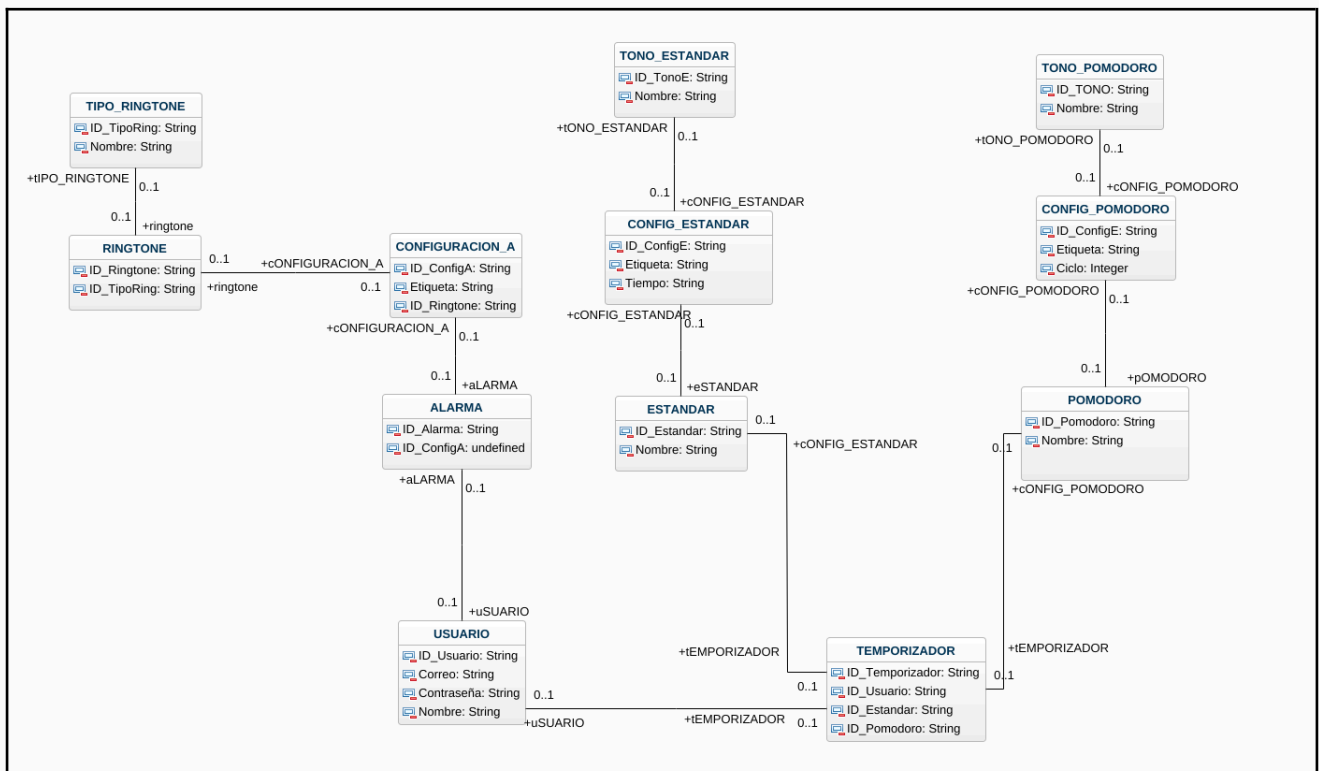 TONO_ESTANDAR
ID_TonoE: String
Nombre: String
+tONO_ESTANDAR
0..1
0..1
+cONFIG_ESTANDAR
TONO_POMODORO
ID_TONO: String
Nombre: String
+tONO_POMODORO
0..1
0..1
+cONFIG_POMODORO
TIPO_RINGTONE
ID_TipoRing: String
Nombre: String
+tIPO_RINGTONE
0..1
0..1
+ringtone
RINGTONE
ID_Ringtone: String
ID_TipoRing: String
0..1
+cONFIGURACION_A
+ringtone
0..1
CONFIGURACION_A
ID_ConfigA: String
Etiqueta: String
ID_Ringtone: String
+cONFIGURACION_A
0..1
0..1
+aLARMA
CONFIG_ESTANDAR
ID_ConfigE: String
Etiqueta: String
Tiempo: String
+cONFIG_ESTANDAR
0..1
0..1
+eSTANDAR
CONFIG_POMODORO
ID_ConfigE: String
Etiqueta: String
Ciclo: Integer
+cONFIG_POMODORO
0..1
0..1
+pOMODORO
ALARMA
ID_Alarma: String
ID_ConfigA: undefined
+aLARMA
0..1
0..1
+uSUARIO
ESTANDAR
ID_Estandar: String
Nombre: String
0..1
+cONFIG_ESTANDAR
POMODORO
ID_Pomodoro: String
Nombre: String
0..1
+cONFIG_POMODORO
USUARIO
ID_Usuario: String
Correo: String
Contraseña: String
Nombre: String
0..1
+uSUARIO
+tEMPORIZADOR
0..1
+tEMPORIZADOR
0..1
TEMPORIZADOR
ID_Temporizador: String
ID_Usuario: String
ID_Estandar: String
ID_Pomodoro: String
+tEMPORIZADOR
0..1